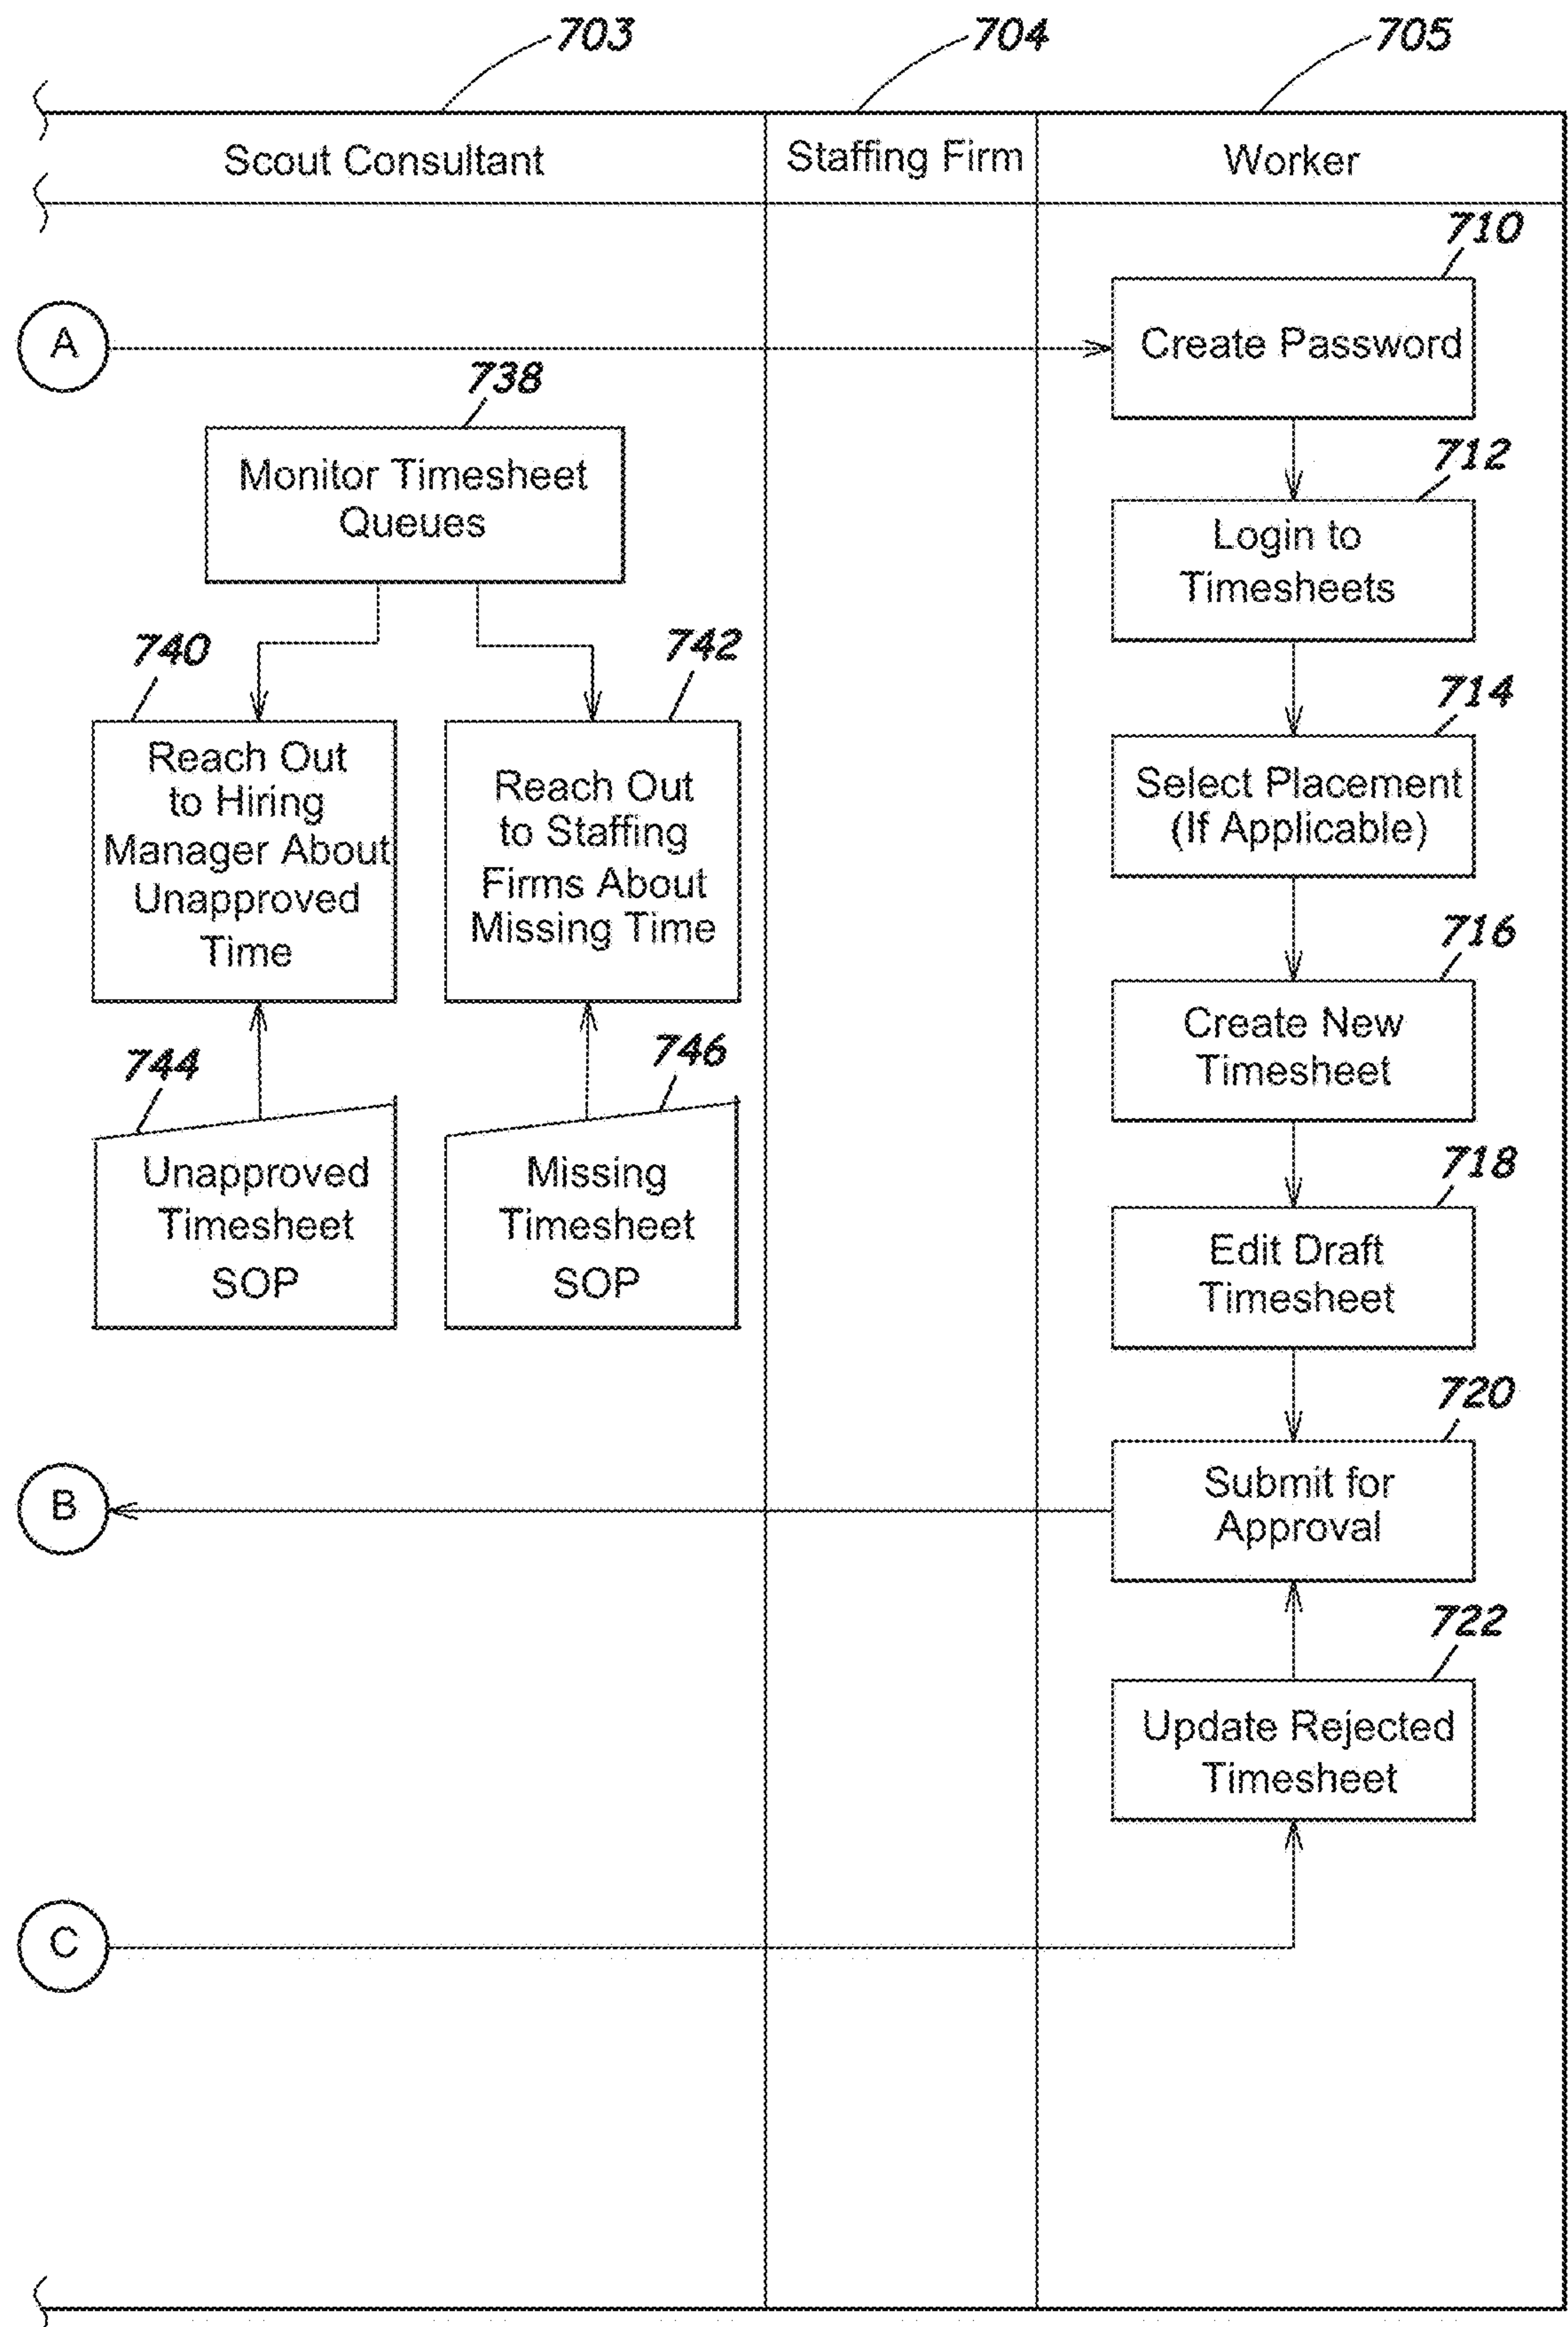 703
704
705
Scout Consultant
Staffing Firm
Worker
710
A
Create Password
738
Monitor Timesheet
Queues
712
Login to
Timesheets
740
742
714
Reach Out
to Hiring
Manager About
Unapproved
Time
Reach Out
to Staffing
Firms About
Missing Time
Select Placement
(If Applicable)
716
Create New
Timesheet
744
746
Unapproved
Timesheet
SOP
Missing
Timesheet
SOP
718
Edit Draft
Timesheet
720
B
Submit for
Approval
722
Update Rejected
Timesheet
C